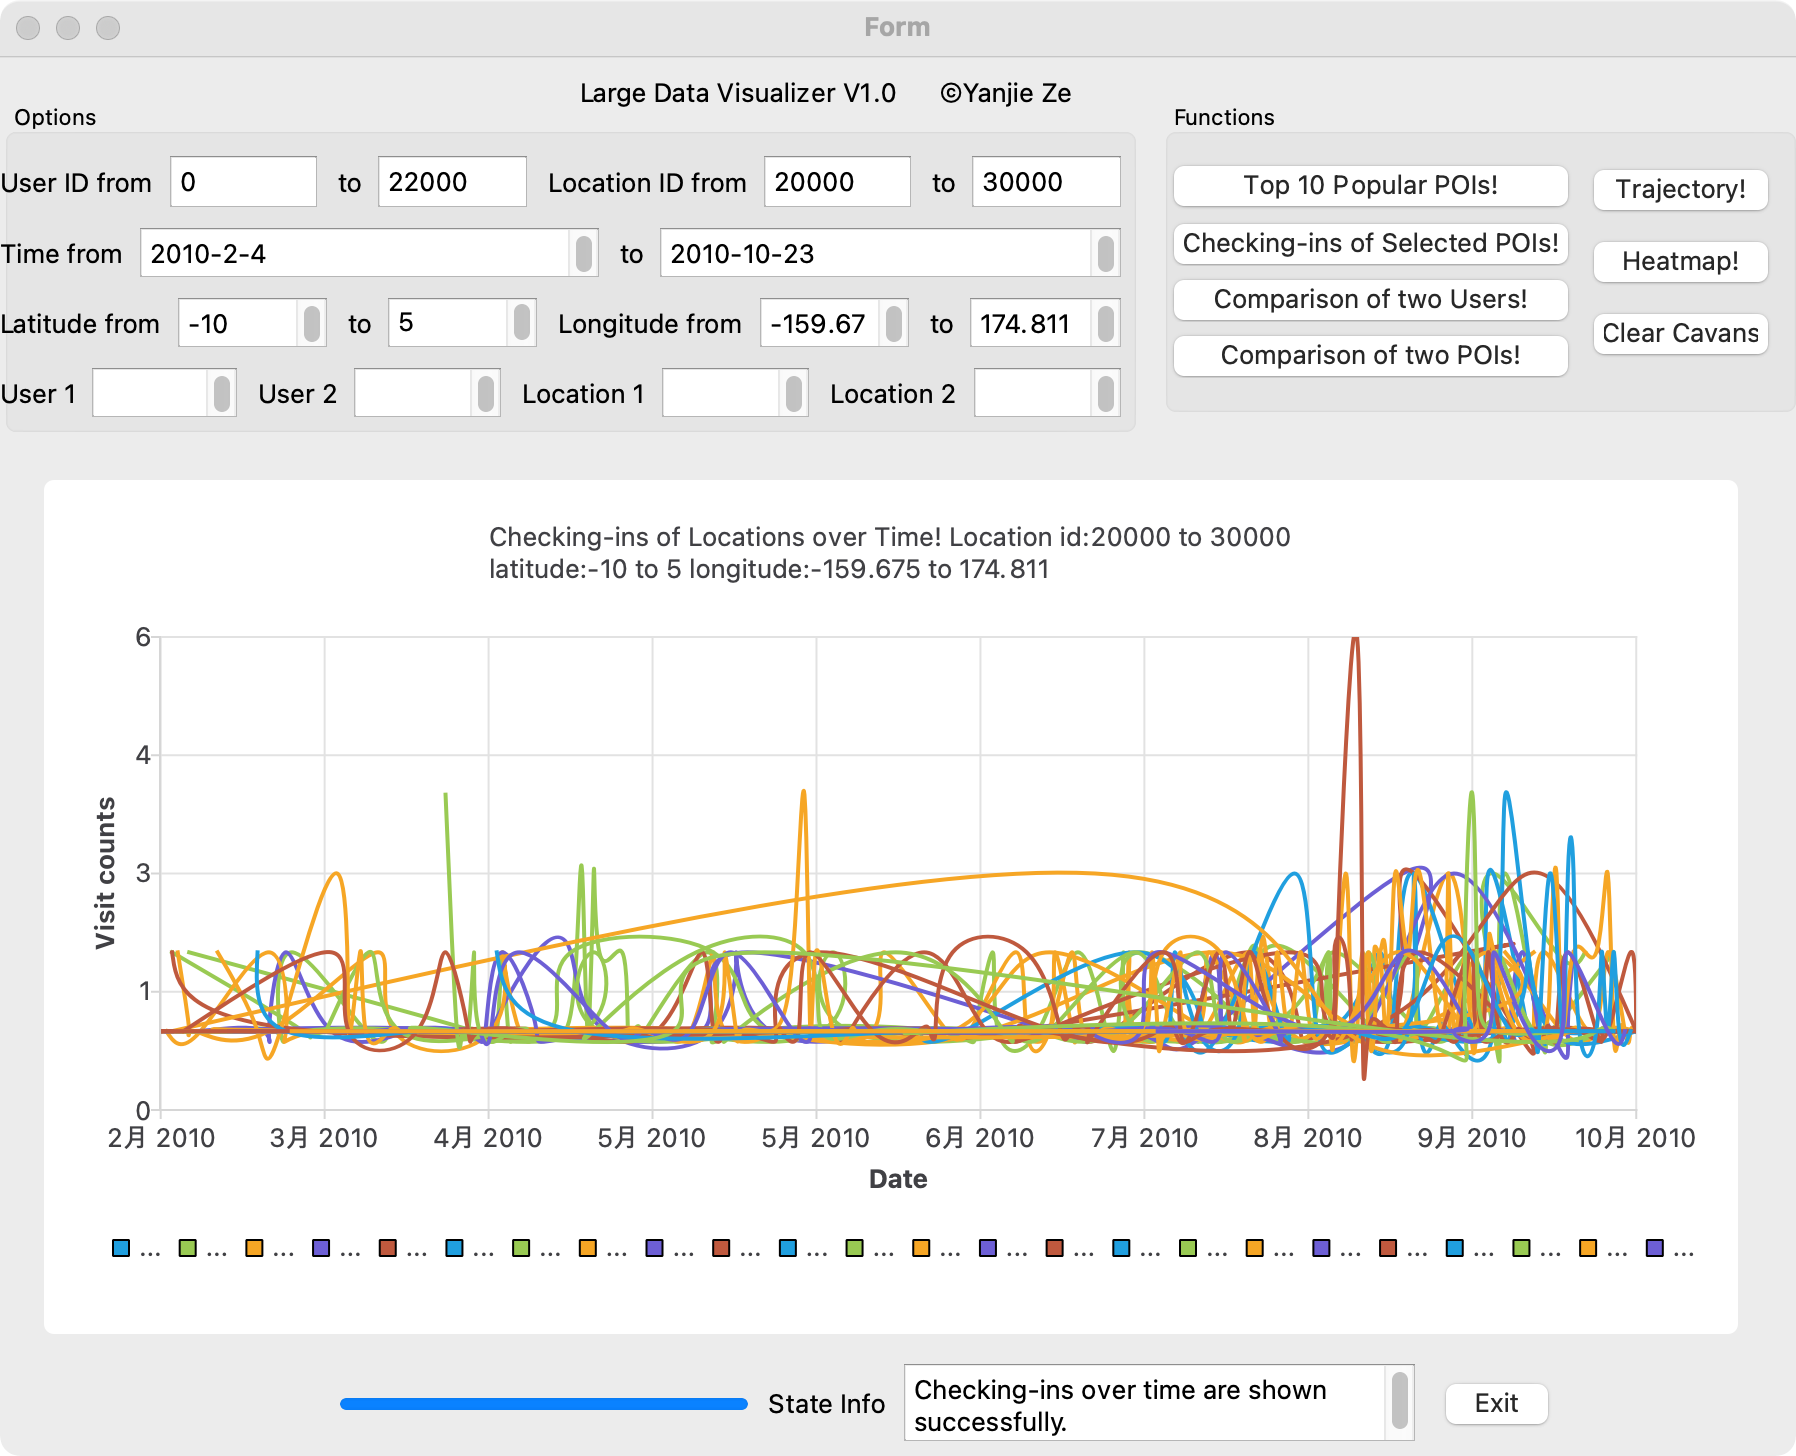 Form
Large Data Visualizer V1.0 ©Yanjie Ze
Options
User ID from 0 to 22000 Location ID from 20000 to 30000
Time from 2010-2-4 to 2010-10-23
Latitude from -10 to 5 Longitude from -159.67 to 174.811
User 1 User 2 Location 1 Location 2
Functions
Top 10 Popular POIs! Trajectory!
Checking-ins of Selected POIs!
Heatmap!
Comparison of two Users!
Clear Cavans
Comparison of two POIs!
Checking-ins of Locations over Time! Location id:20000 to 30000
latitude:-10 to 5 longitude:-159.675 to 174.811
Visit counts
6
4
3
1
0
2月 2010 3月 2010 4月 2010 5月 2010 5月 2010 6月 2010 7月 2010 8月 2010 9月 2010 10月 2010
Date
... ... ... ... ... ... ... ... ... ... ... ... ... ... ... ... ... ... ... ... ... ... ... ...
State Info
Checking-ins over time are shown
successfully.
Exit